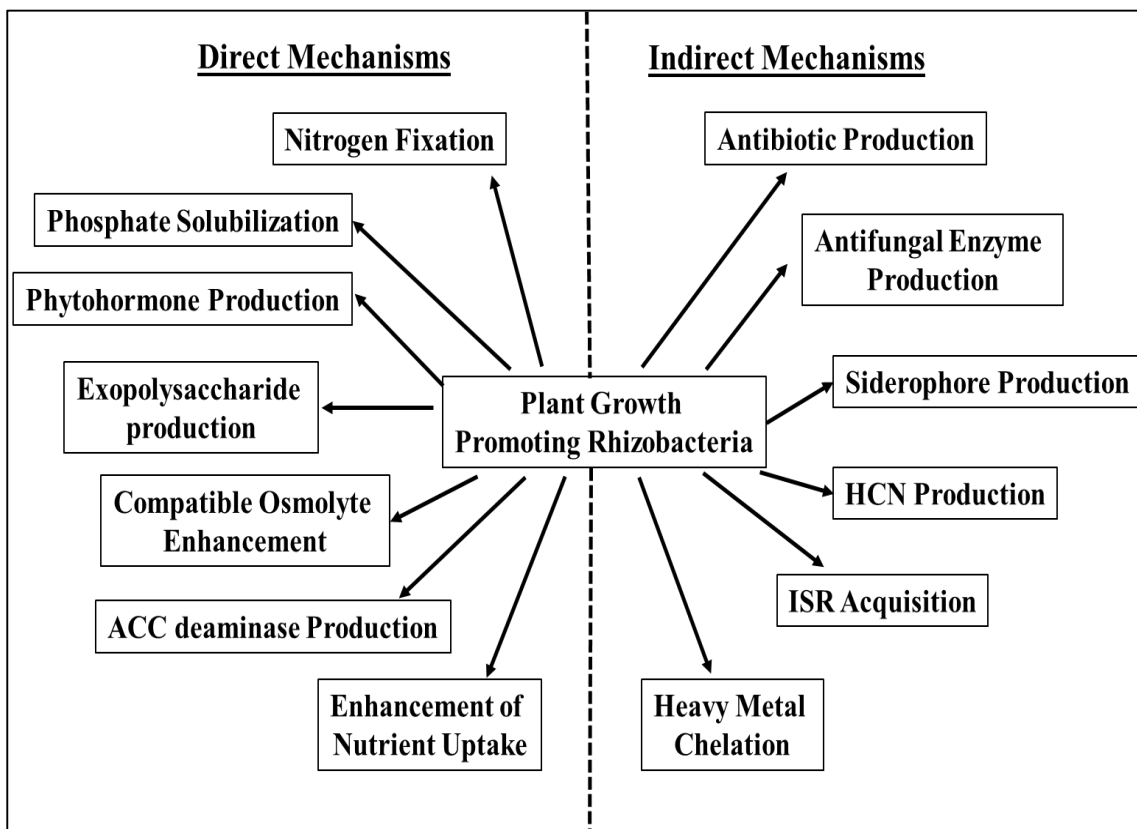 Direct Mechanisms
Nitrogen Fixation
Phosphate Solubilization
Phytohormone Production
Exopolysaccharide
production
Compatible Osmolyte
Enhancement
ACC deaminase Production
Enhancement of
Nutrient Uptake
Plant Growth
Promoting Rhizobacteria
Indirect Mechanisms
Antibiotic Production
Antifungal Enzyme
Production
Siderophore Production
HCN Production
ISR Acquisition
Heavy Metal
Chelation